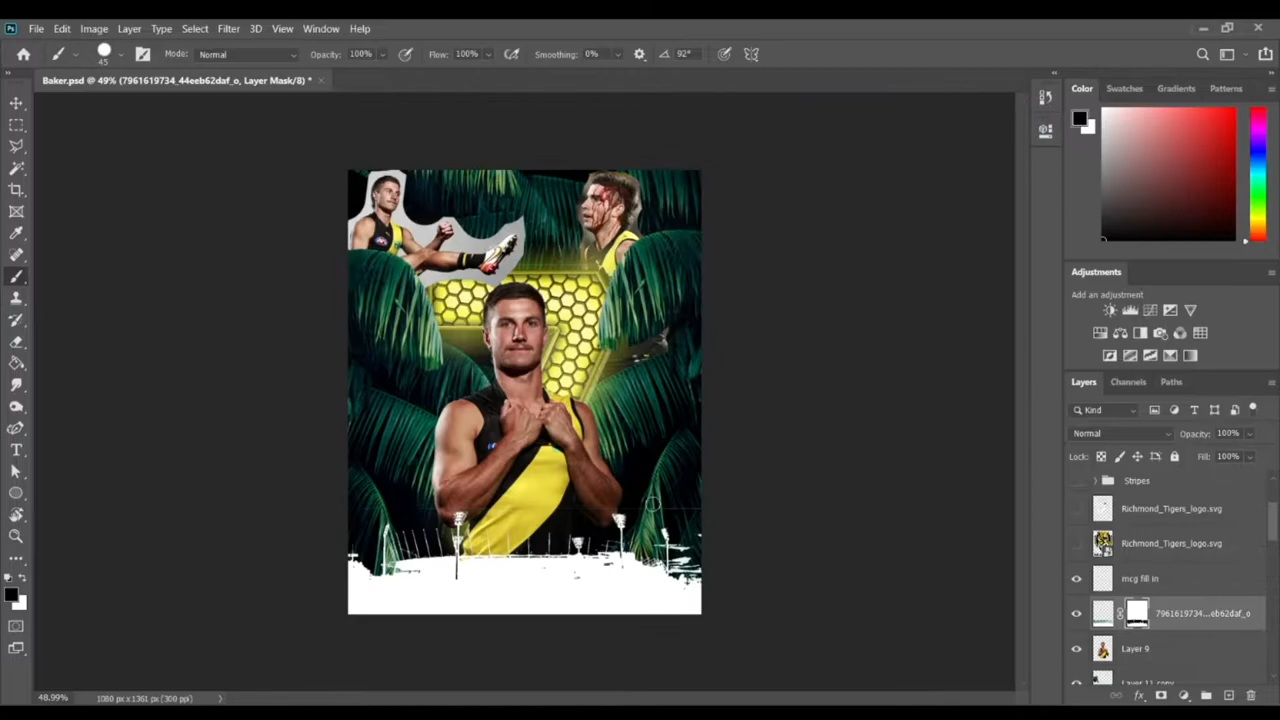 Ps File Edit Image Layer Type Select Filter 3D View Window Help
45 Mode: Normal Opacity: 100% Flow: 100% Smoothing: 0% 92°
Baker.psd @ 49% (7961619734_44eeb62daf_o, Layer Mask/8) *
Color Swatches Gradients Patterns
Adjustments
Add an adjustment
Layers Channels Paths
Kind
Normal Opacity: 100%
Lock: Fill: 100%
Stripes
Richmond_Tigers_logo.svg
Richmond_Tigers_logo.svg
mcg fill in
7961619734...eb62daf_o
Layer 9
Layer 11 copy
48.99% 1080 px x 1361 px (300 ppi)